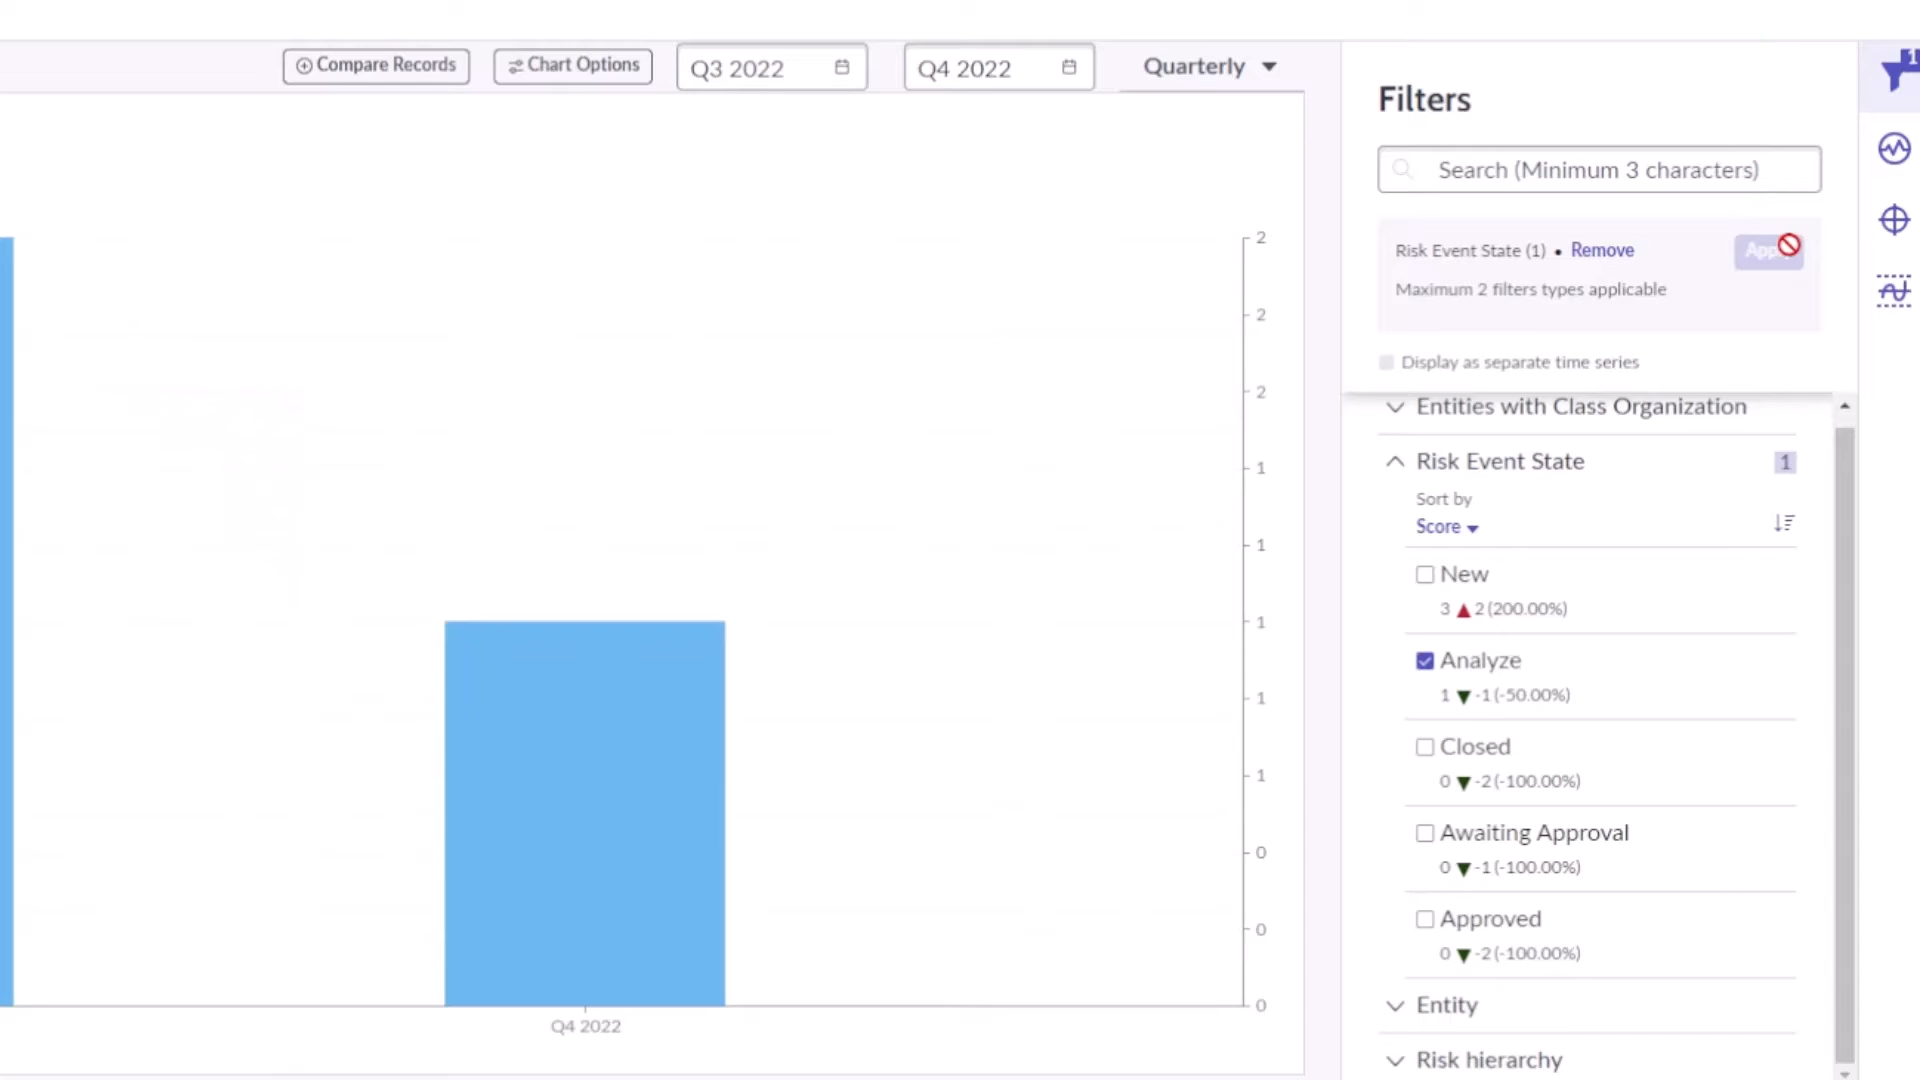 Compare Records
Chart Options
Q3 2022
Q4 2022
Quarterly
2
2
2
1
1
1
1
1
0
0
0
Q4 2022
Filters
Search (Minimum 3 characters)
Risk Event State (1) • Remove
Maximum 2 filters types applicable
Display as separate time series
Entities with Class Organization
Risk Event State 1
Sort by
Score
New
3 ▲ 2 (200.00%)
Analyze
1 ▼ -1 (-50.00%)
Closed
0 ▼ -2 (-100.00%)
Awaiting Approval
0 ▼ -1 (-100.00%)
Approved
0 ▼ -2 (-100.00%)
Entity
Risk hierarchy
1